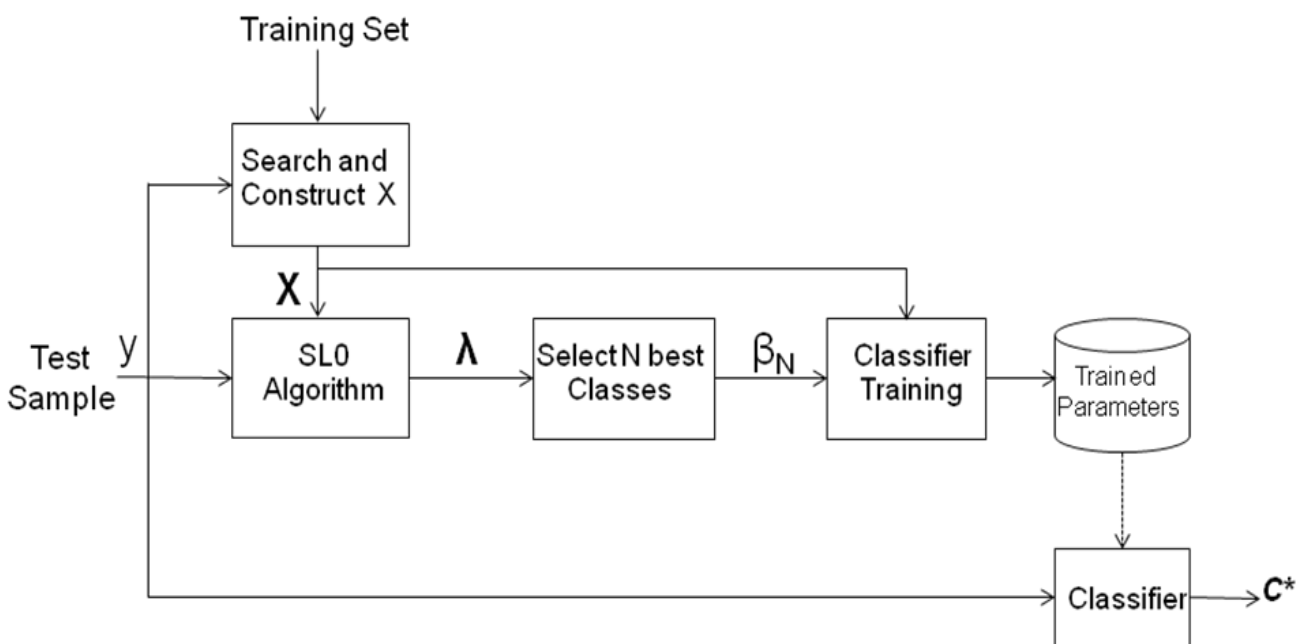 Training Set
Search and
Construct X
X
Test
Sample
y
SL0
Algorithm
λ
Select N best
Classes
βN
Classifier
Training
Trained
Parameters
Classifier
C*